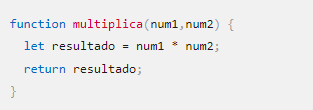 function multiplica(num1,num2) {
  let resultado = num1 * num2;
  return resultado;
}